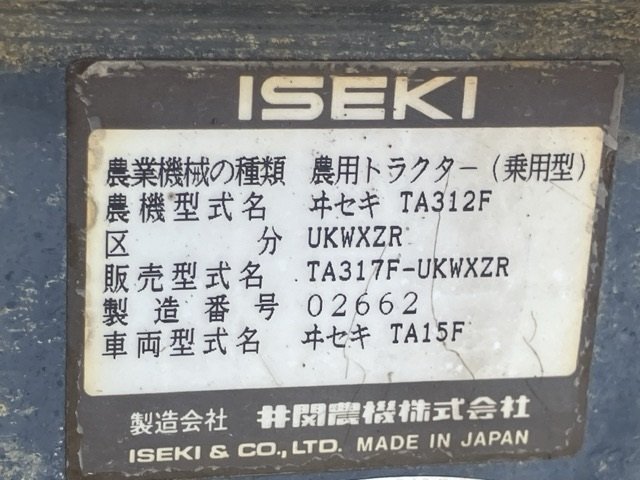 ISEKI
農業機械の種類 農用トラクター(乗用型)
農機型式名 ヰセキ TA312F
区分 UKWXZR
販売型式名 TA317F-UKWXZR
製造番号 02662
車両型式名 ヰセキ TA15F
製造会社 井関農機株式会社
ISEKI & CO.,LTD. MADE IN JAPAN